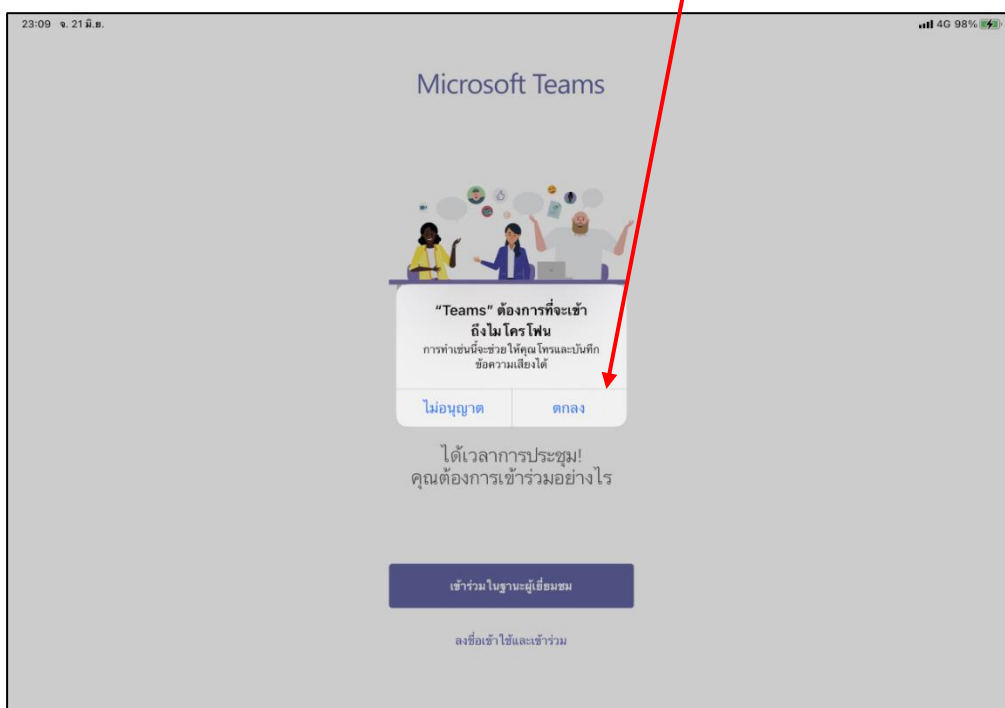 23:09 จ. 21 มิ.ย.
4G 98%
Microsoft Teams
"Teams" ต้องการที่จะเข้า
ถึงไมโครโฟน
การทำเช่นนี้จะช่วยให้คุณโทรและบันทึก
ข้อความเสียงได้
ไม่อนุญาต ตกลง
ได้เวลาการประชุม!
คุณต้องการเข้าร่วมอย่างไร
เข้าร่วมในฐานะผู้เยี่ยมชม
ลงชื่อเข้าใช้และเข้าร่วม